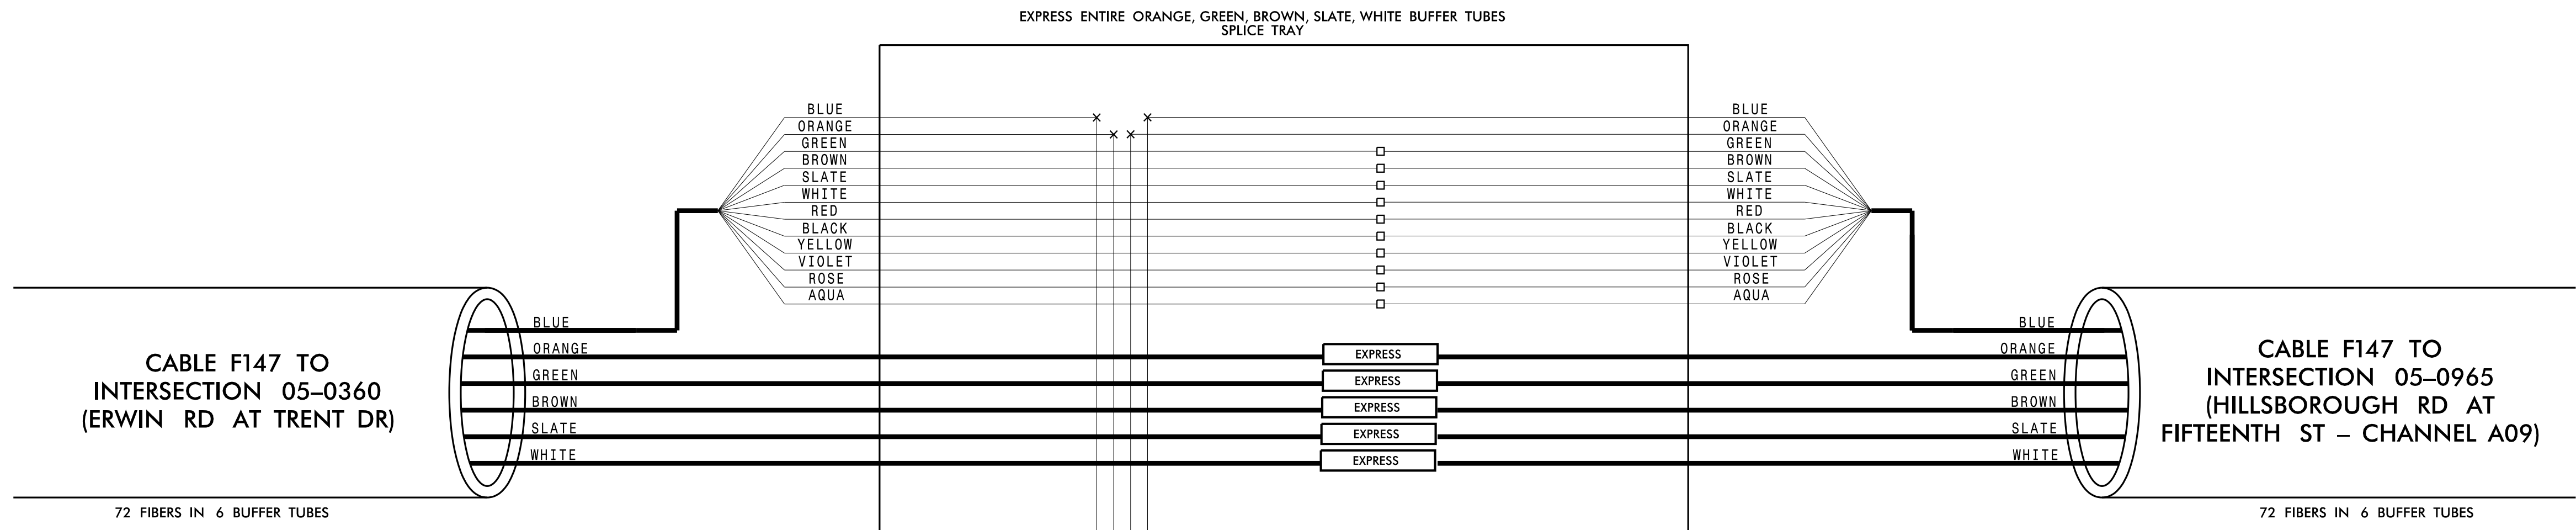 EXPRESS ENTIRE ORANGE, GREEN, BROWN, SLATE, WHITE BUFFER TUBES
SPLICE TRAY
BLUE
ORANGE
GREEN
BROWN
SLATE
WHITE
RED
BLACK
YELLOW
VIOLET
ROSE
AQUA
BLUE
ORANGE
GREEN
BROWN
SLATE
WHITE
RED
BLACK
YELLOW
VIOLET
ROSE
AQUA
CABLE F147 TO
INTERSECTION 05–0360
(ERWIN RD AT TRENT DR)
72 FIBERS IN 6 BUFFER TUBES
BLUE
ORANGE
GREEN
BROWN
SLATE
WHITE
EXPRESS
EXPRESS
EXPRESS
EXPRESS
EXPRESS
BLUE
ORANGE
GREEN
BROWN
SLATE
WHITE
CABLE F147 TO
INTERSECTION 05–0965
(HILLSBOROUGH RD AT
FIFTEENTH ST – CHANNEL A09)
72 FIBERS IN 6 BUFFER TUBES